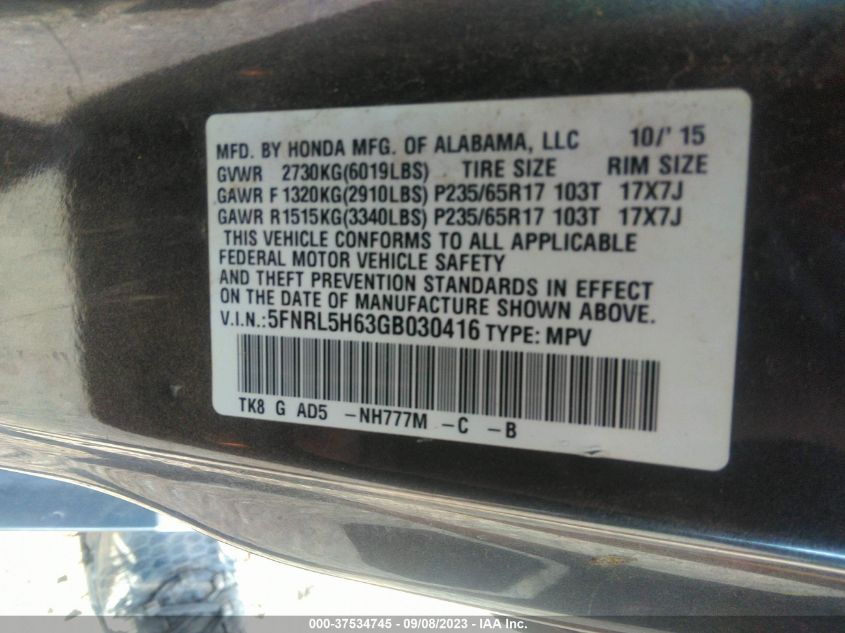 MFD. BY HONDA MFG. OF ALABAMA, LLC 10/'15
GVWR 2730KG(6019LBS) TIRE SIZE RIM SIZE
GAWR F 1320KG(2910LBS) P235/65R17 103T 17X7J
GAWR R1515KG(3340LBS) P235/65R17 103T 17X7J
THIS VEHICLE CONFORMS TO ALL APPLICABLE
FEDERAL MOTOR VEHICLE SAFETY
AND THEFT PREVENTION STANDARDS IN EFFECT
ON THE DATE OF MANUFACTURE SHOWN ABOVE.
V.I.N.:5FNRL5H63GB030416 TYPE: MPV
TK8 G AD5 -NH777M -C -B
000-37534745 - 09/08/2023 - IAA Inc.